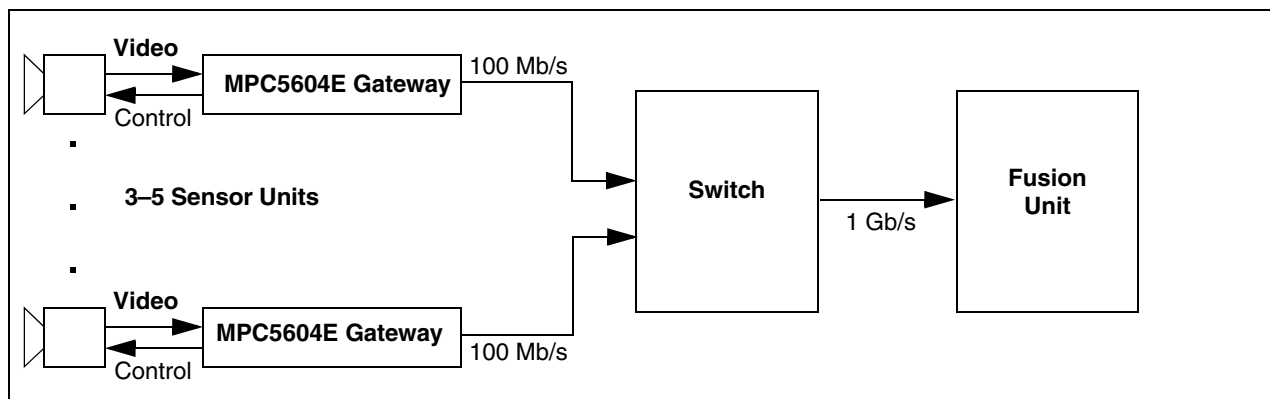 Video
MPC5604E Gateway
100 Mb/s
Control
3–5 Sensor Units
Switch
1 Gb/s
Fusion
Unit
Video
MPC5604E Gateway
100 Mb/s
Control